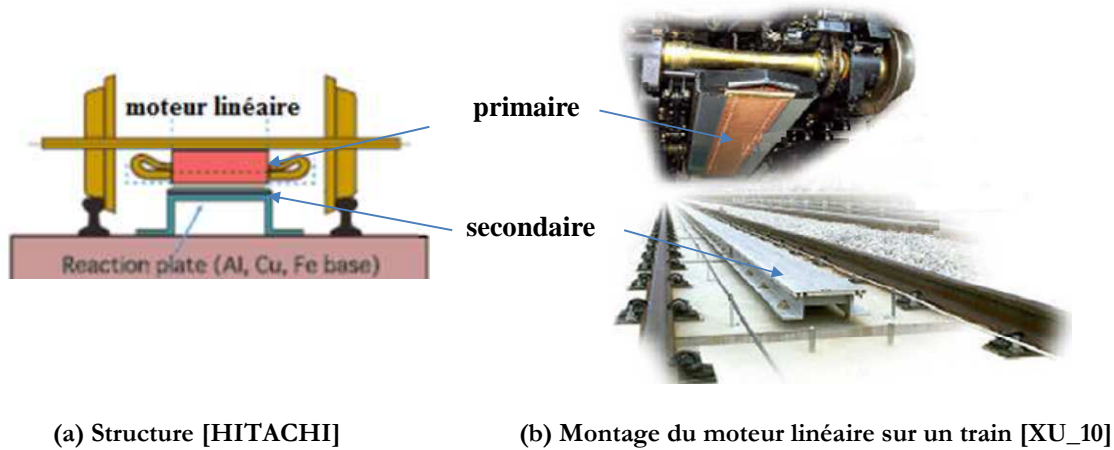 moteur linéaire
primaire
secondaire
Reaction plate (Al, Cu, Fe base)
(a) Structure [HITACHI]
(b) Montage du moteur linéaire sur un train [XU_10]